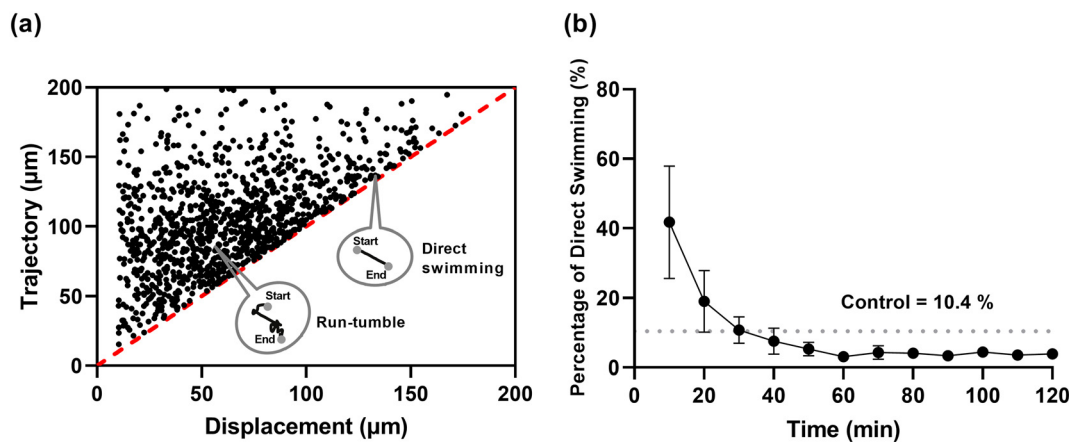 (a)
Trajectory (µm)
200
150
100
50
0
0 50 100 150 200
Displacement (µm)
Start
End
Direct
swimming
Start
End
Run-tumble
(b)
Percentage of Direct Swimming (%)
80
60
40
20
0
Control = 10.4 %
0 20 40 60 80 100 120
Time (min)